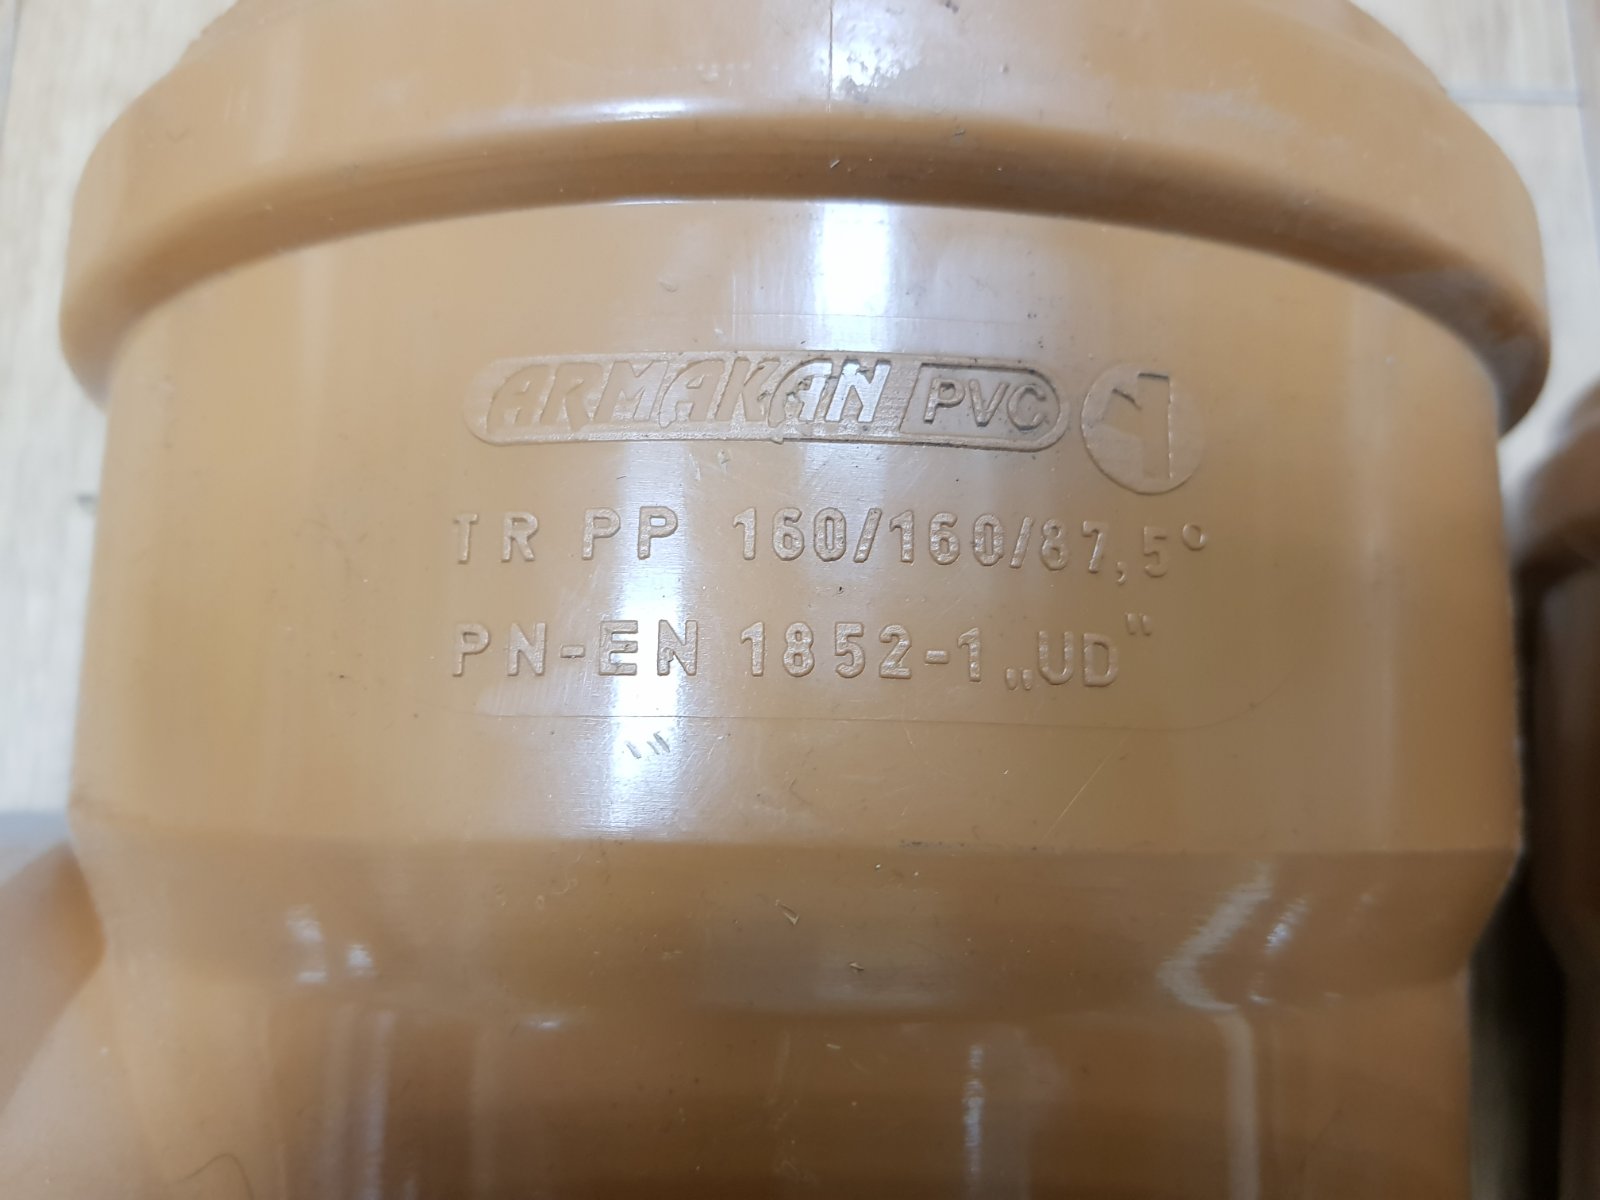 ARMAKAN PVC
TR PP 160/160/87,5°
PN-EN 1852-1 „UD"